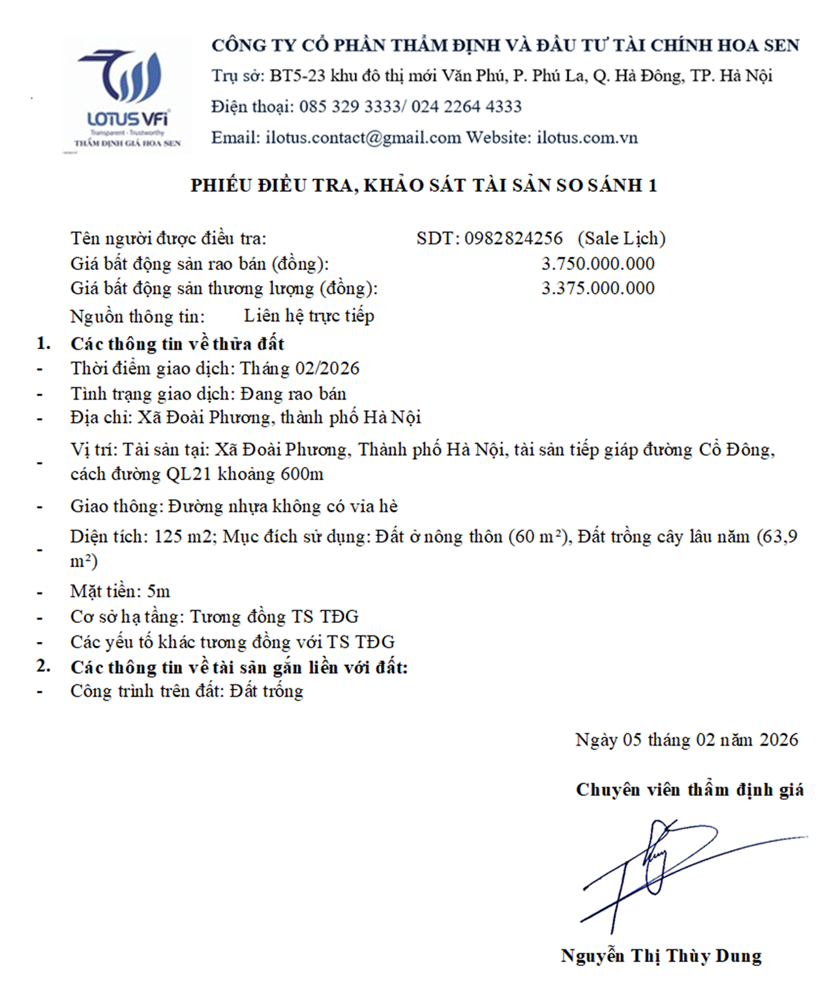 CÔNG TY CỔ PHẦN THẨM ĐỊNH VÀ ĐẦU TƯ TÀI CHÍNH HOA SEN
Trụ sở: BT5-23 khu đô thị mới Văn Phú, P. Phú La, Q. Hà Đông, TP. Hà Nội
Điện thoại: 085 329 3333/ 024 2264 4333
Email: ilotus.contact@gmail.com Website: ilotus.com.vn
LOTUS VFi
Transparent - Trustworthy
THẨM ĐỊNH GIÁ HOA SEN
PHIẾU ĐIỀU TRA, KHẢO SÁT TÀI SẢN SO SÁNH 1
Tên người được điều tra: SDT: 0982824256 (Sale Lịch)
Giá bất động sản rao bán (đồng): 3.750.000.000
Giá bất động sản thương lượng (đồng): 3.375.000.000
Nguồn thông tin: Liên hệ trực tiếp
1. Các thông tin về thửa đất
- Thời điểm giao dịch: Tháng 02/2026
- Tình trạng giao dịch: Đang rao bán
- Địa chỉ: Xã Đoài Phương, thành phố Hà Nội
- Vị trí: Tài sản tại: Xã Đoài Phương, Thành phố Hà Nội, tài sản tiếp giáp đường Cổ Đông,
cách đường QL21 khoảng 600m
- Giao thông: Đường nhựa không có vỉa hè
- Diện tích: 125 m2; Mục đích sử dụng: Đất ở nông thôn (60 m²), Đất trồng cây lâu năm (63,9
m²)
- Mặt tiền: 5m
- Cơ sở hạ tầng: Tương đồng TS TĐG
- Các yếu tố khác tương đồng với TS TĐG
2. Các thông tin về tài sản gắn liền với đất:
- Công trình trên đất: Đất trống
Ngày 05 tháng 02 năm 2026
Chuyên viên thẩm định giá
Nguyễn Thị Thùy Dung